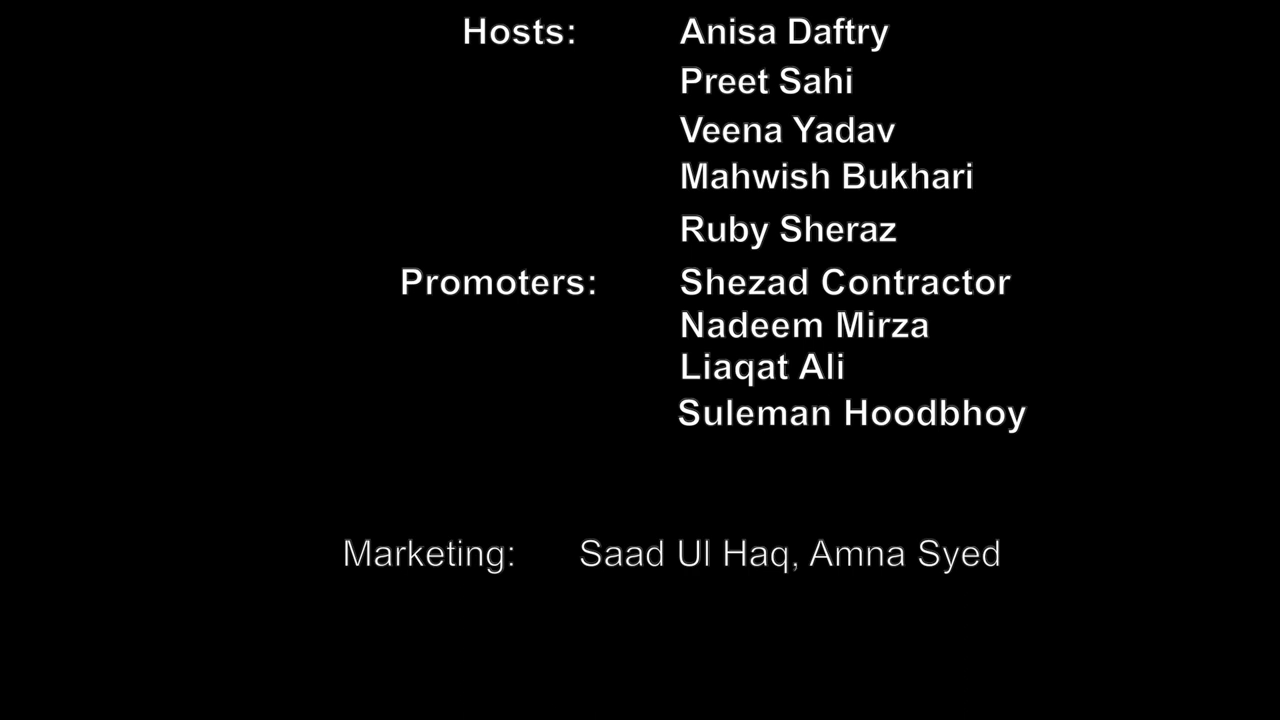 Hosts: Anisa Daftry
Preet Sahi
Veena Yadav
Mahwish Bukhari
Ruby Sheraz
Promoters: Shezad Contractor
Nadeem Mirza
Liaqat Ali
Suleman Hoodbhoy
Marketing: Saad Ul Haq, Amna Syed